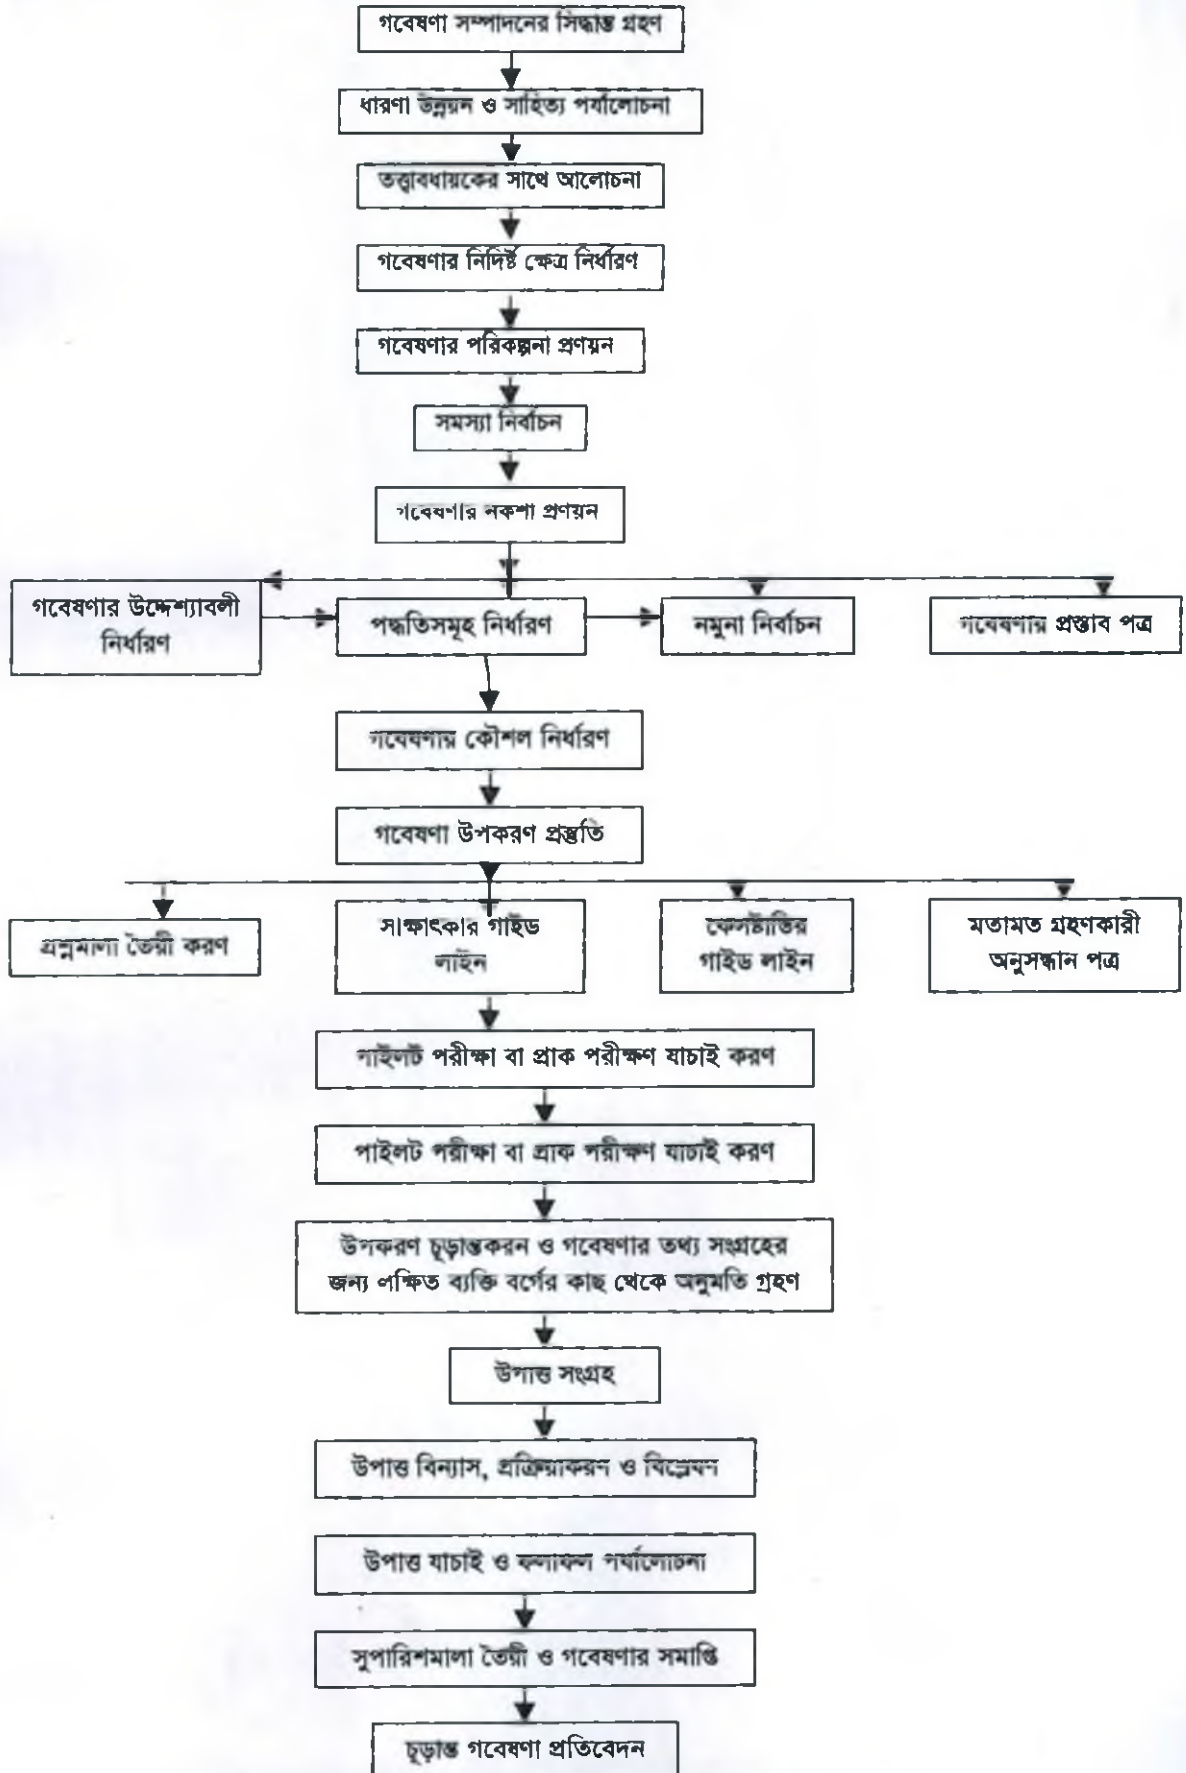 গবেষণা সম্পাদনের সিদ্ধান্ত গ্রহণ
ধারণা উন্নয়ন ও সাহিত্য পর্যালোচনা
তত্ত্বাবধায়কের সাথে আলোচনা
গবেষণার নিদিষ্ট ক্ষেত্র নির্ধারণ
গবেষণার পরিকল্পনা প্রণয়ন
সমস্যা নির্বাচন
গবেষণার নকশা প্রণয়ন
গবেষণার উদ্দেশ্যাবলী
নির্ধারণ
পদ্ধতিসমূহ নির্ধারণ
নমুনা নির্বাচন
গবেষণার প্রস্তাব পত্র
গবেষণার কৌশল নির্ধারণ
গবেষণা উপকরণ প্রস্তুতি
প্রশ্নমালা তৈরী করণ
সাক্ষাৎকার গাইড
লাইন
কেসষ্টাডির
গাইড লাইন
মতামত গ্রহণকারী
অনুসন্ধান পত্র
পাইলট পরীক্ষা বা প্রাক পরীক্ষণ যাচাই করণ
পাইলট পরীক্ষা বা প্রাক পরীক্ষণ যাচাই করণ
উপকরণ চূড়ান্তকরন ও গবেষণার তথ্য সংগ্রহের
জন্য লক্ষিত ব্যক্তি বর্গের কাছ থেকে অনুমতি গ্রহণ
উপাত্ত সংগ্রহ
উপাত্ত বিন্যাস, প্রক্রিয়াকরন ও বিশ্লেষন
উপাত্ত যাচাই ও ফলাফল পর্যালোচনা
সুপারিশমালা তৈরী ও গবেষণার সমাপ্তি
চূড়ান্ত গবেষণা প্রতিবেদন